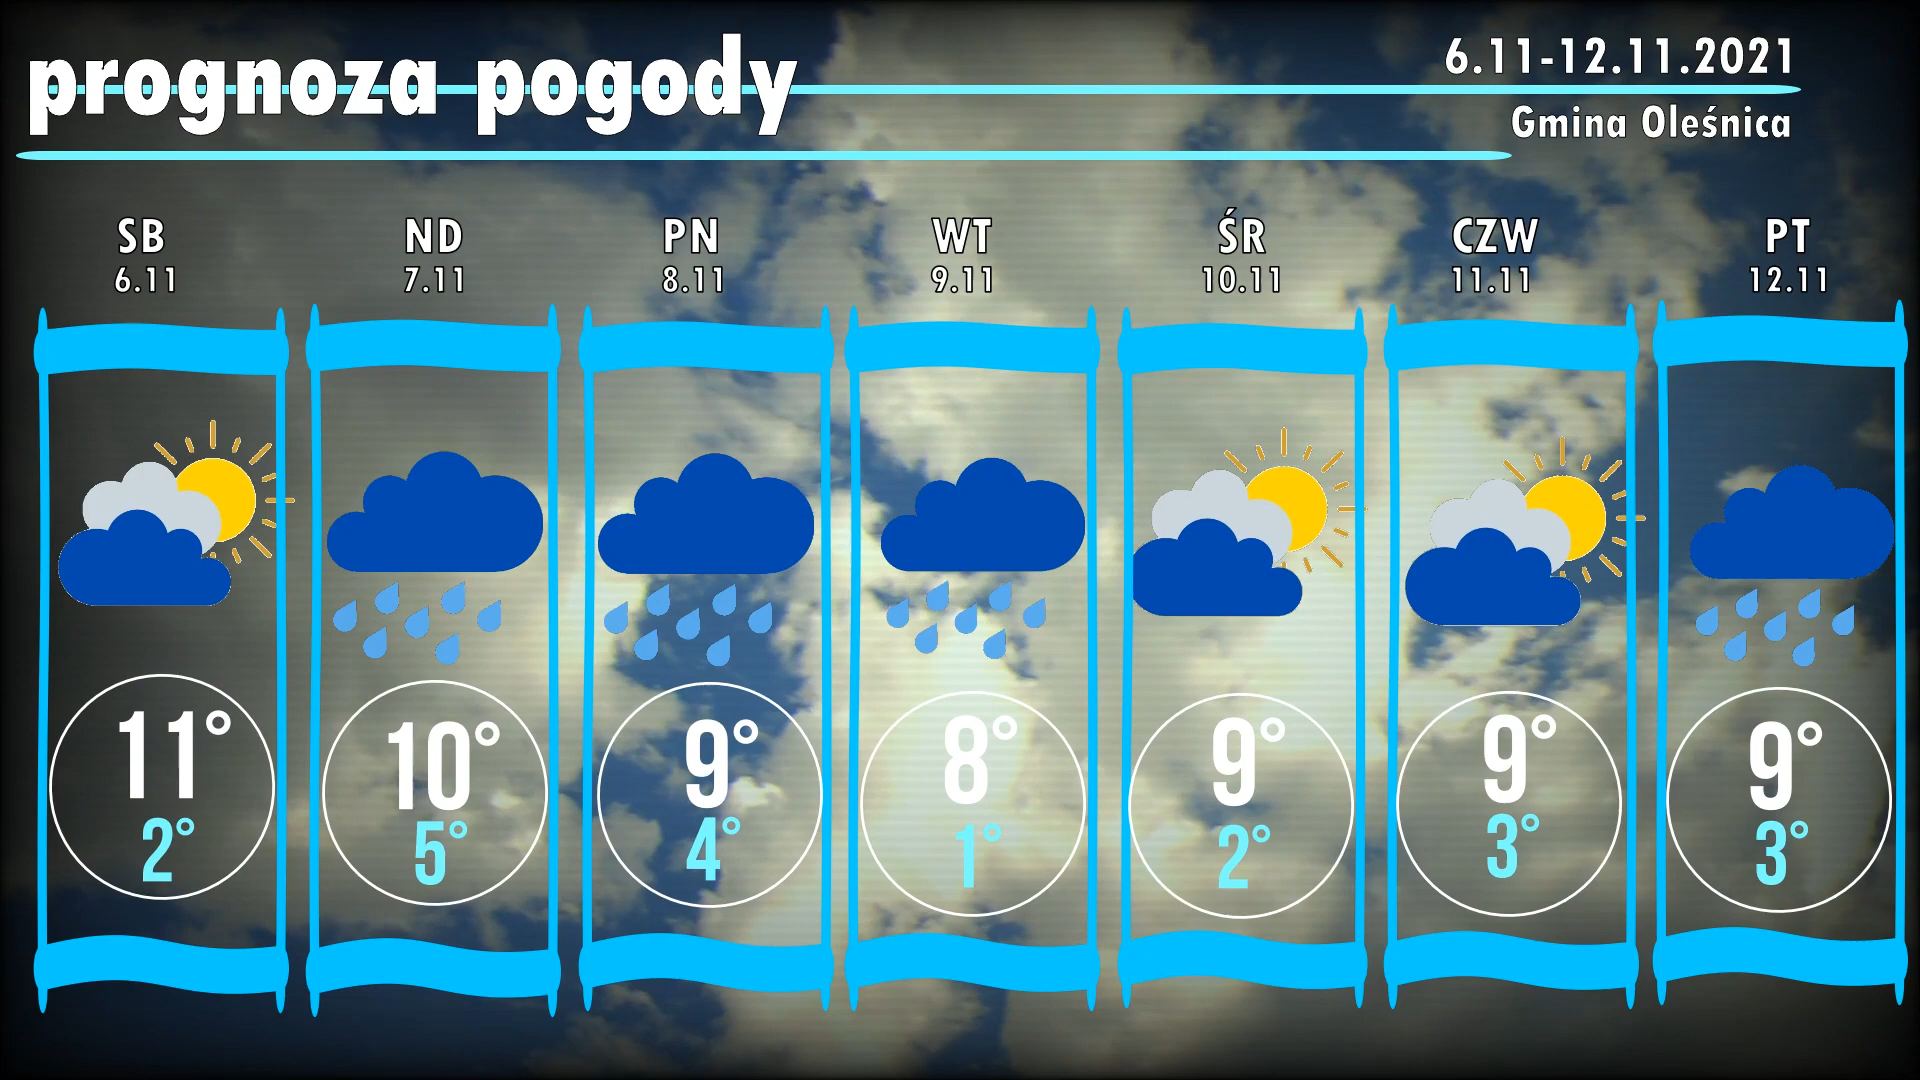 prognoza pogody
6.11-12.11.2021
Gmina Oleśnica
SB
6.11
ND
7.11
PN
8.11
WT
9.11
ŚR
10.11
CZW
11.11
PT
12.11
11°
2°
10°
5°
9°
4°
8°
1°
9°
2°
9°
3°
9°
3°